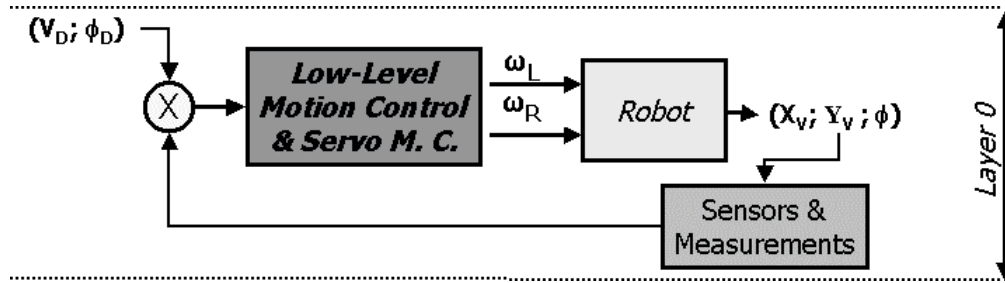 (V_D; ϕ_D)
X
Low-Level
Motion Control
& Servo M. C.
ω_L
ω_R
Robot
(X_V; Y_V; ϕ)
Sensors &
Measurements
Layer 0